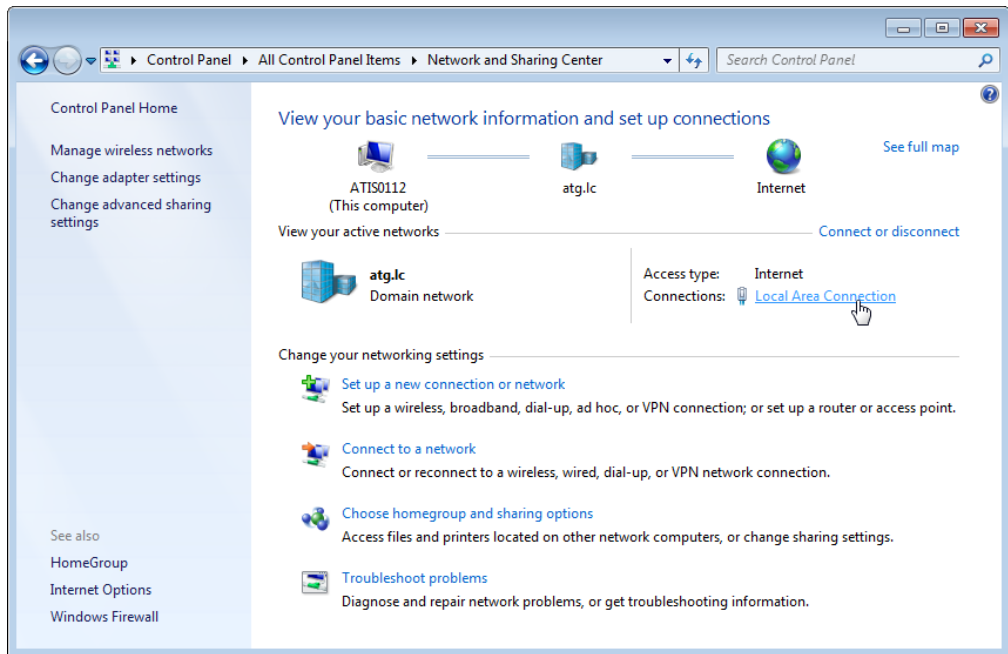 Control Panel ▸ All Control Panel Items ▸ Network and Sharing Center
Search Control Panel
Control Panel Home
Manage wireless networks
Change adapter settings
Change advanced sharing
settings
See also
HomeGroup
Internet Options
Windows Firewall
View your basic network information and set up connections
See full map
ATIS0112
(This computer)
atg.lc
Internet
View your active networks
Connect or disconnect
atg.lc
Domain network
Access type: Internet
Connections: Local Area Connection
Change your networking settings
Set up a new connection or network
Set up a wireless, broadband, dial-up, ad hoc, or VPN connection; or set up a router or access point.
Connect to a network
Connect or reconnect to a wireless, wired, dial-up, or VPN network connection.
Choose homegroup and sharing options
Access files and printers located on other network computers, or change sharing settings.
Troubleshoot problems
Diagnose and repair network problems, or get troubleshooting information.